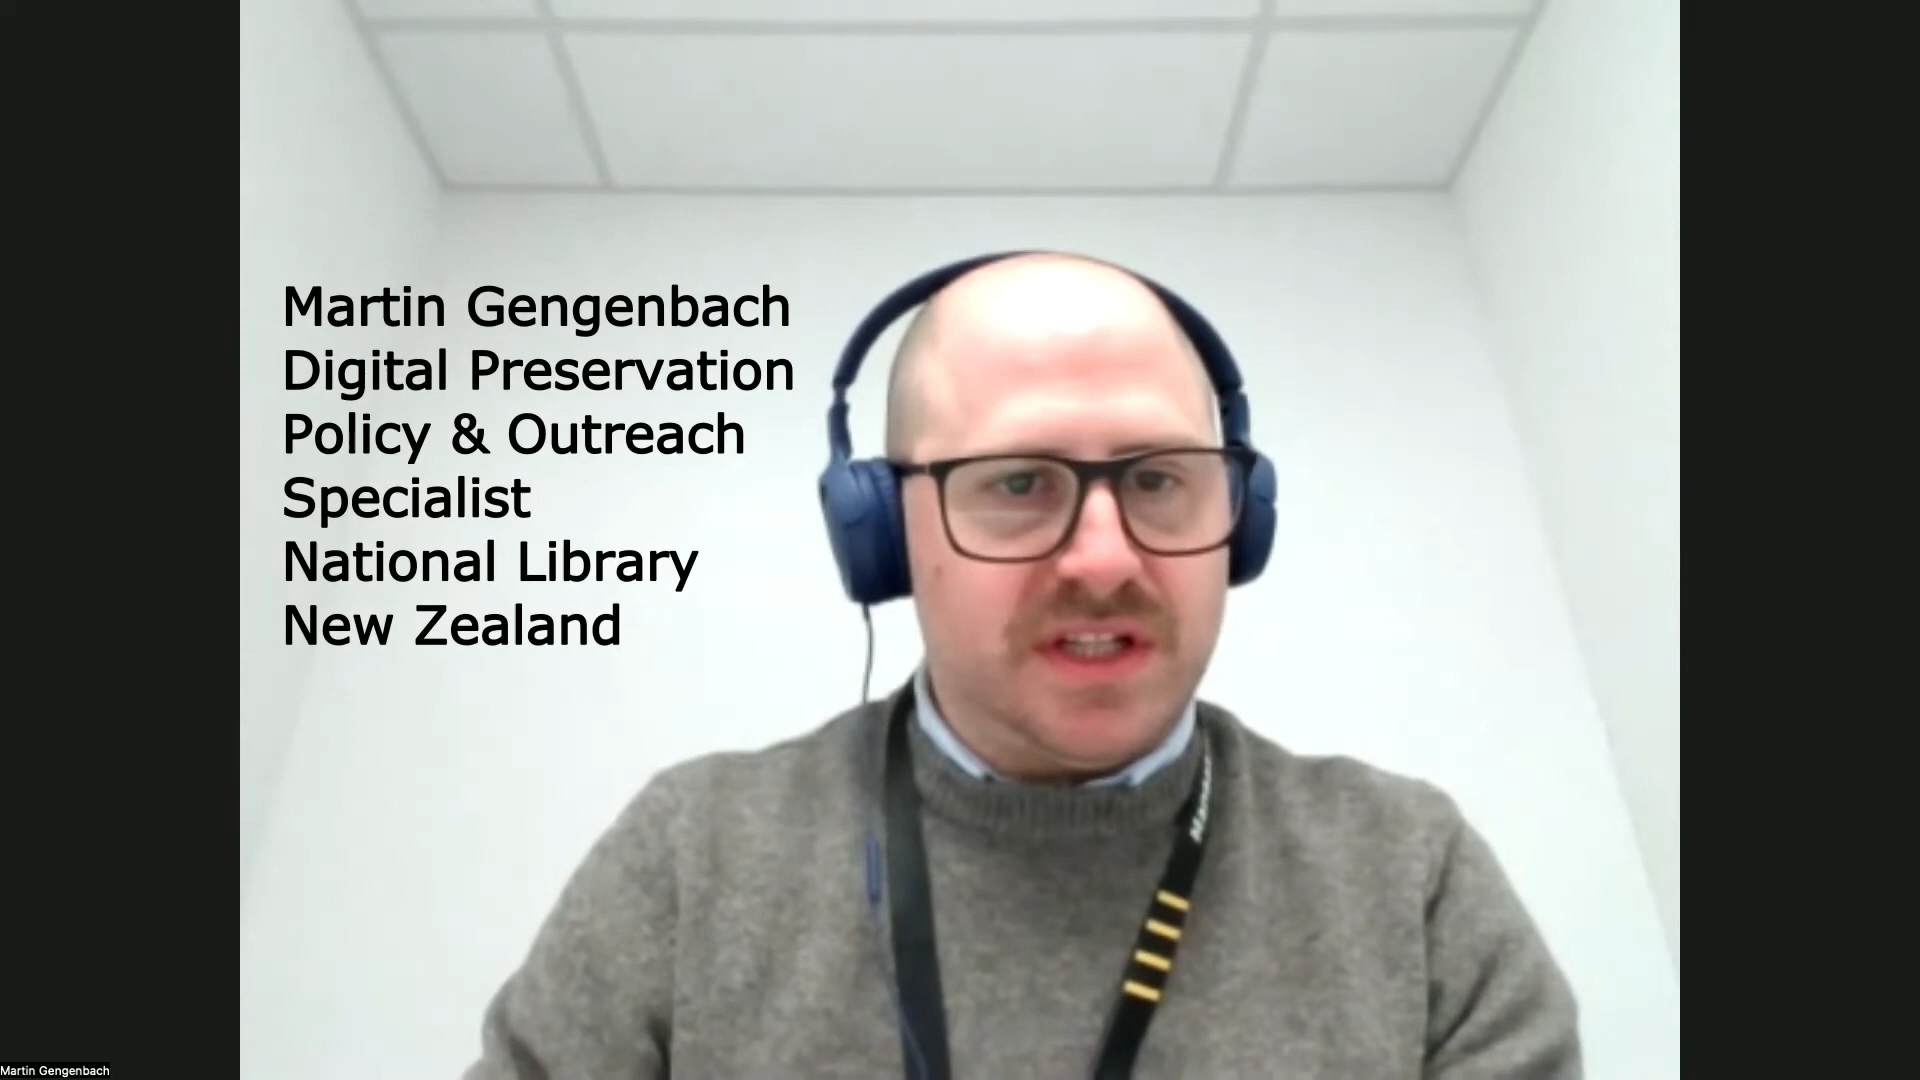 Martin Gengenbach
Digital Preservation
Policy & Outreach
Specialist
National Library
New Zealand
Martin Gengenbach